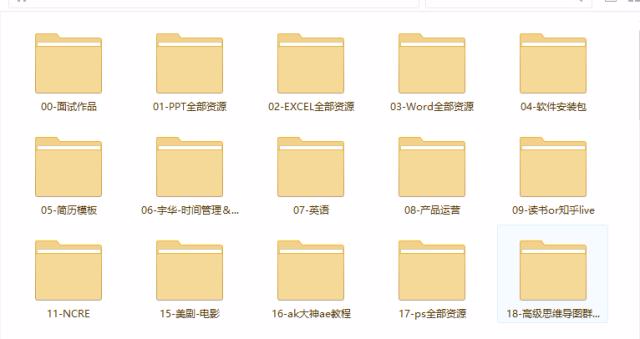 00-面试作品
01-PPT全部资源
02-EXCEL全部资源
03-Word全部资源
04-软件安装包
05-简历模板
06-宇华-时间管理&...
07-英语
08-产品运营
09-读书or知乎live
11-NCRE
15-美剧-电影
16-ak大神ae教程
17-ps全部资源
18-高级思维导图群...